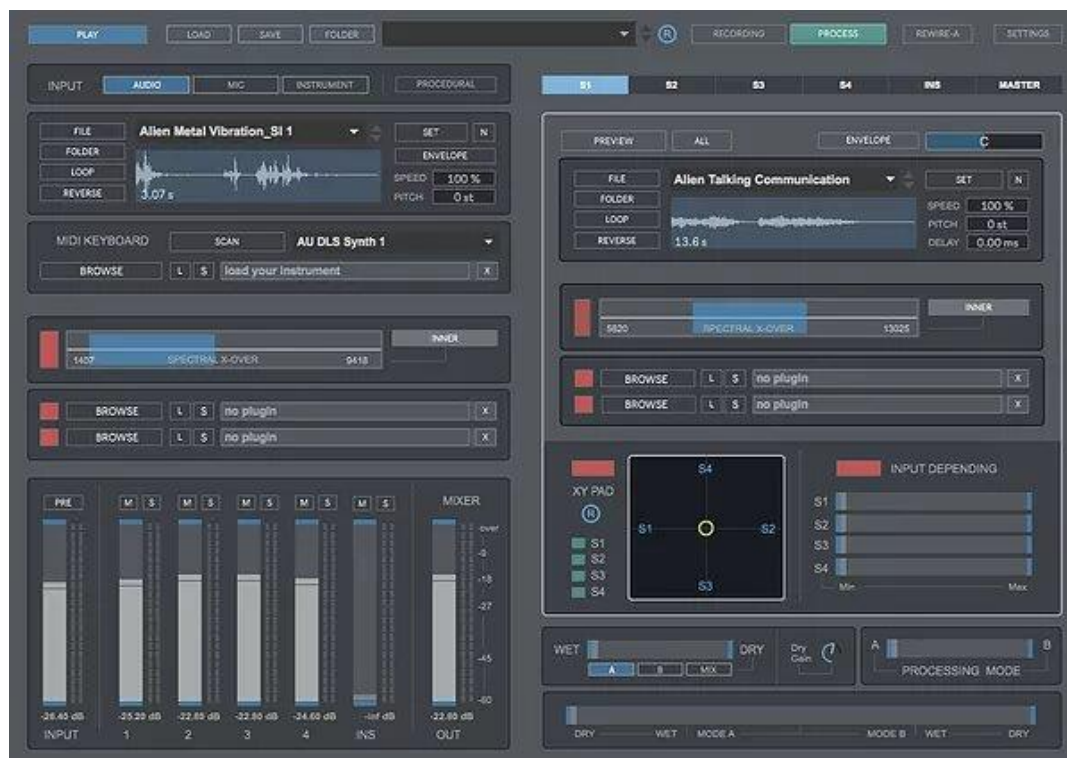 PLAY LOAD SAVE FOLDER R RECORDING PROCESS REWIRE-A SETTINGS
INPUT AUDIO MIC INSTRUMENT PROCEDURAL
FILE Alien Metal Vibration_SI 1 SET N
FOLDER ENVELOPE
LOOP SPEED 100 %
REVERSE 3.07 s PITCH 0 st
MIDI KEYBOARD SCAN AU DLS Synth 1
BROWSE L S load your instrument X
INNER
1407 SPECTRAL X-OVER 9418
BROWSE L S no plugin X
BROWSE L S no plugin X
PRE M S M S M S M S M S MIXER
over
-9
-18
-27
-45
-60
-26.40 dB -25.20 dB -22.80 dB -22.80 dB -24.60 dB -inf dB -22.80 dB
INPUT 1 2 3 4 INS OUT
S1 S2 S3 S4 INS MASTER
PREVIEW ALL ENVELOPE C
FILE Alien Talking Communication SET N
FOLDER SPEED 100 %
LOOP PITCH 0 st
REVERSE 13.6 s DELAY 0.00 ms
INNER
5620 SPECTRAL X-OVER 13025
BROWSE L S no plugin X
BROWSE L S no plugin X
XY PAD
R
S1
S2
S3
S4
S4
S1 S2
S3
INPUT DEPENDING
S1
S2
S3
S4
Min Max
WET DRY Dry Gain
A B MIX
A B
PROCESSING MODE
DRY WET MODE A MODE B WET DRY